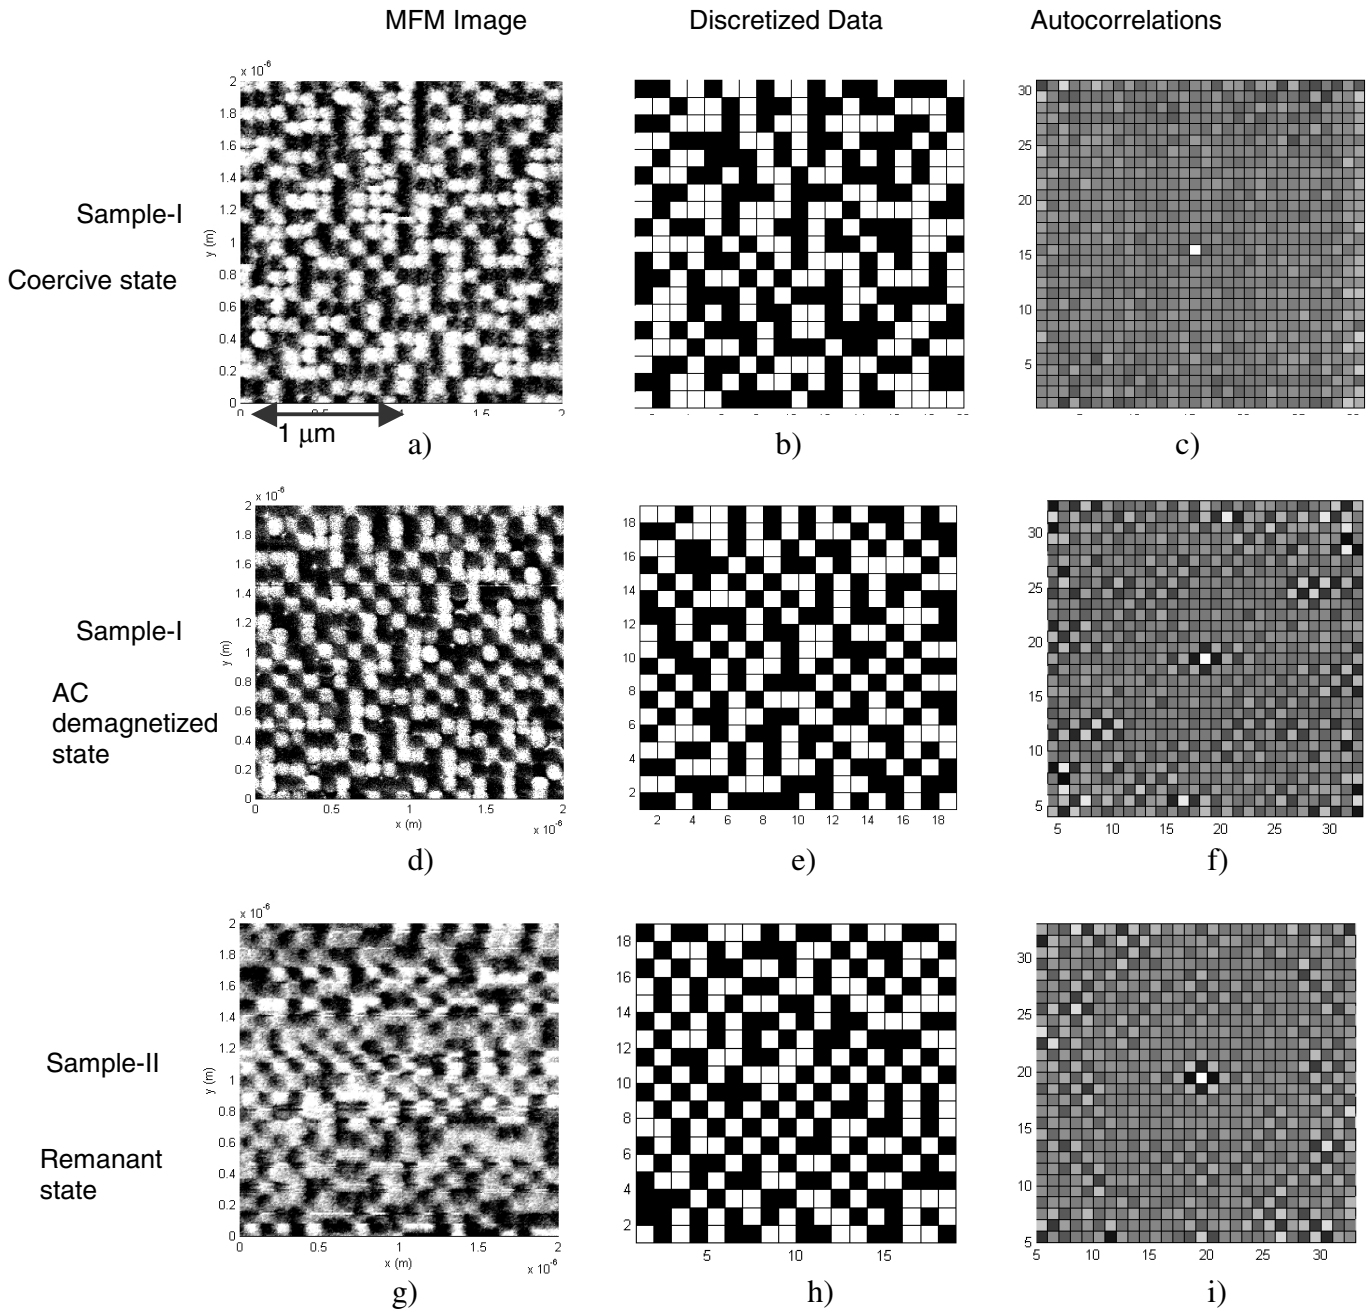 MFM Image Discretized Data Autocorrelations
x 10⁻⁶
2
1.8
1.6
1.4
1.2
1
0.8
0.6
0.4
0.2
0
y (m)
1.5 2
Sample-I
Coercive state
1 μm
30
25
20
15
10
5
a) b) c)
x 10⁻⁶
2
1.8
1.6
1.4
1.2
1
0.8
0.6
0.4
0.2
0
y (m)
0 0.5 1 1.5 2
x (m)
x 10⁻⁶
Sample-I
AC
demagnetized
state
18
16
14
12
10
8
6
4
2
2 4 6 8 10 12 14 16 18
30
25
20
15
10
5
5 10 15 20 25 30
d) e) f)
x 10⁻⁶
2
1.8
1.6
1.4
1.2
1
0.8
0.6
0.4
0.2
0
y (m)
0 0.5 1 1.5 2
x (m)
x 10⁻⁶
Sample-II
Remanant
state
18
16
14
12
10
8
6
4
2
5 10 15
30
25
20
15
10
5
5 10 15 20 25 30
g) h) i)